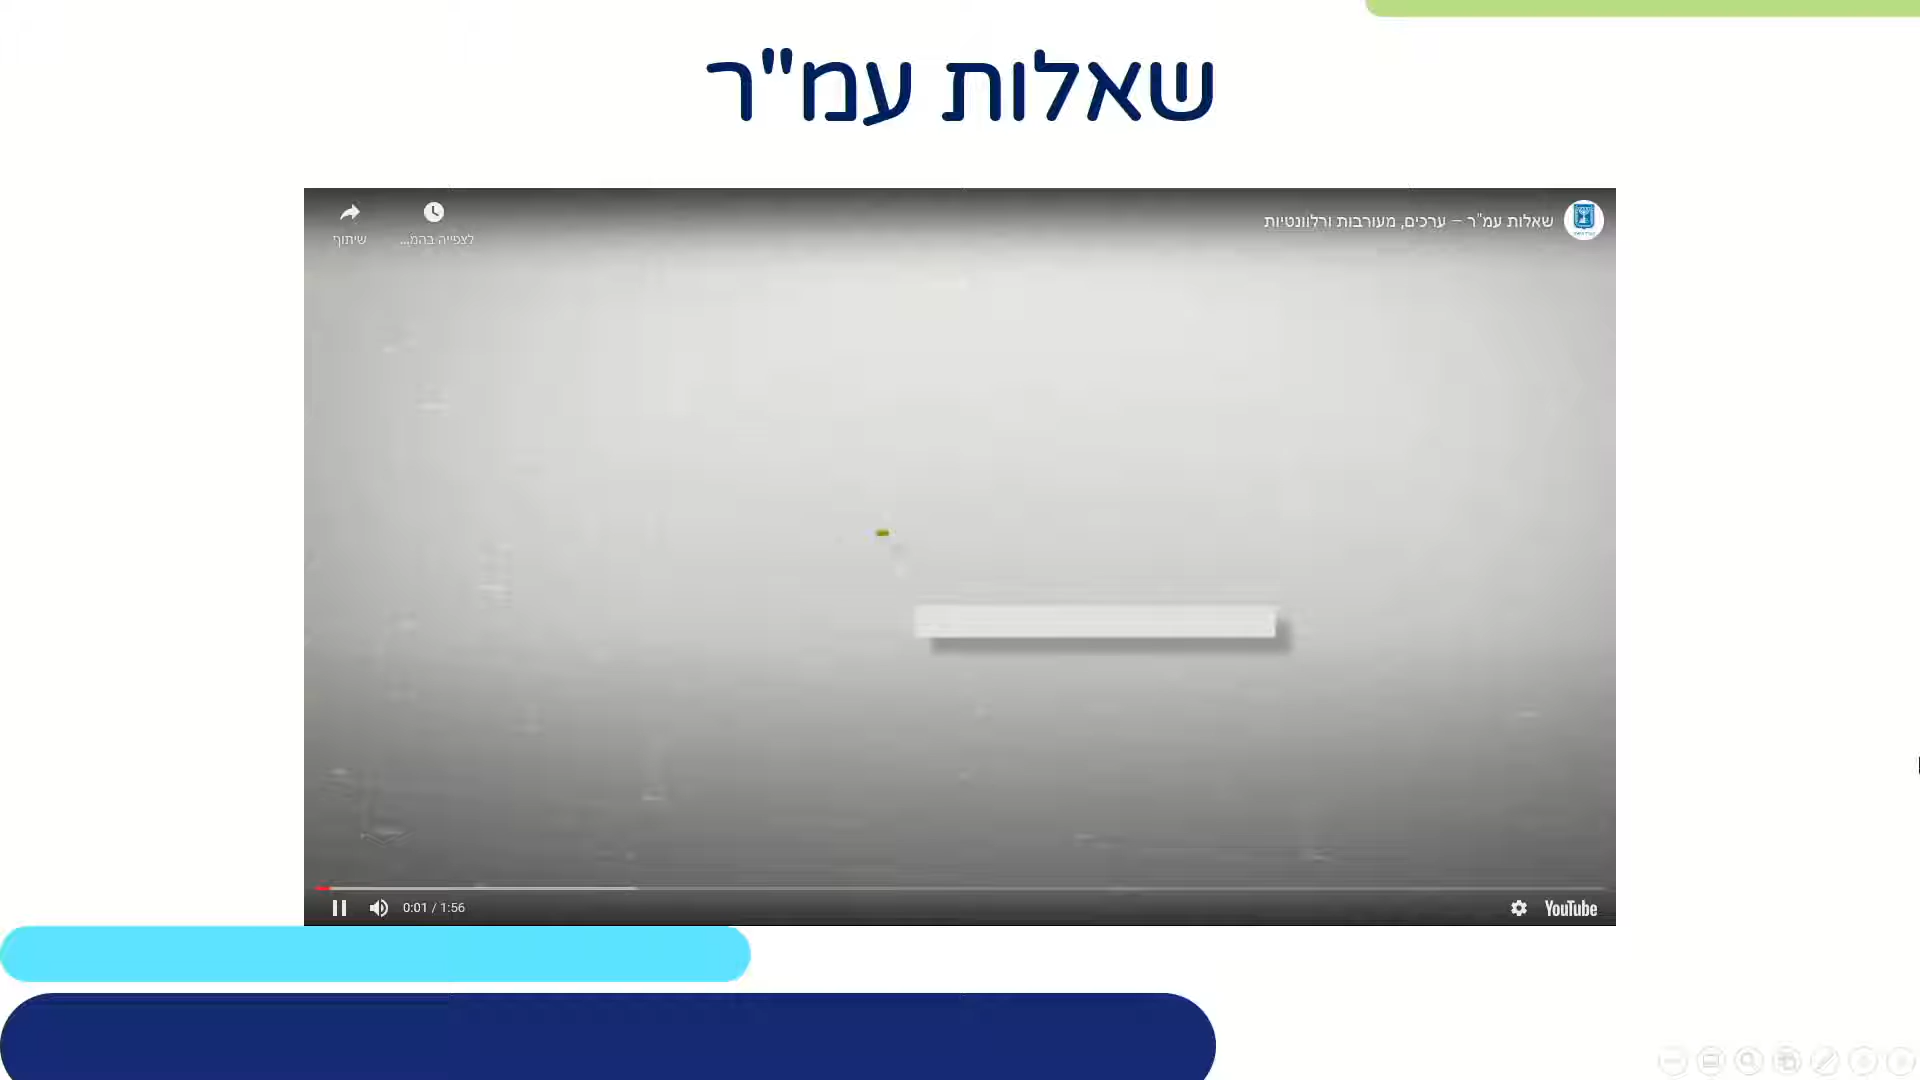 שאלות עמ"ר
שאלות עמ"ר – ערכים, מעורבות ורלוונטיות
שיתוף
לצפייה בהמ...
0:01 / 1:56
YouTube